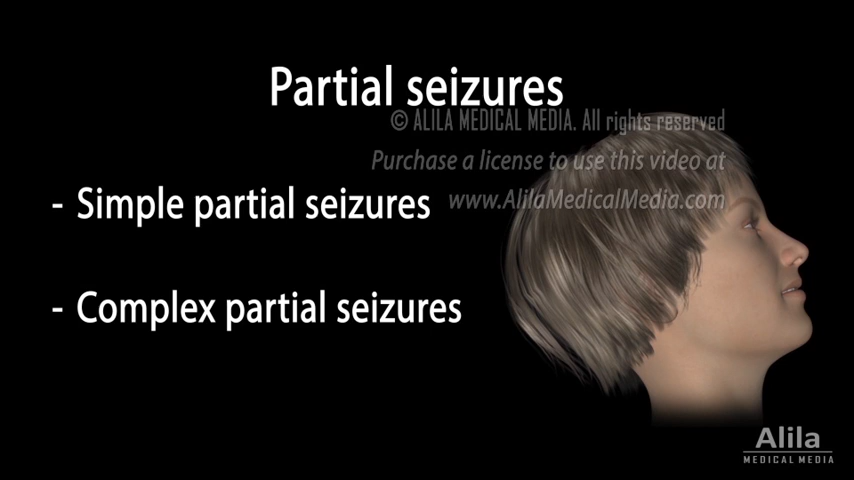 Partial seizures
© ALILA MEDICAL MEDIA. All rights reserved
Purchase a license to use this video at
www.AlilaMedicalMedia.com
- Simple partial seizures
- Complex partial seizures
Alila
MEDICAL MEDIA